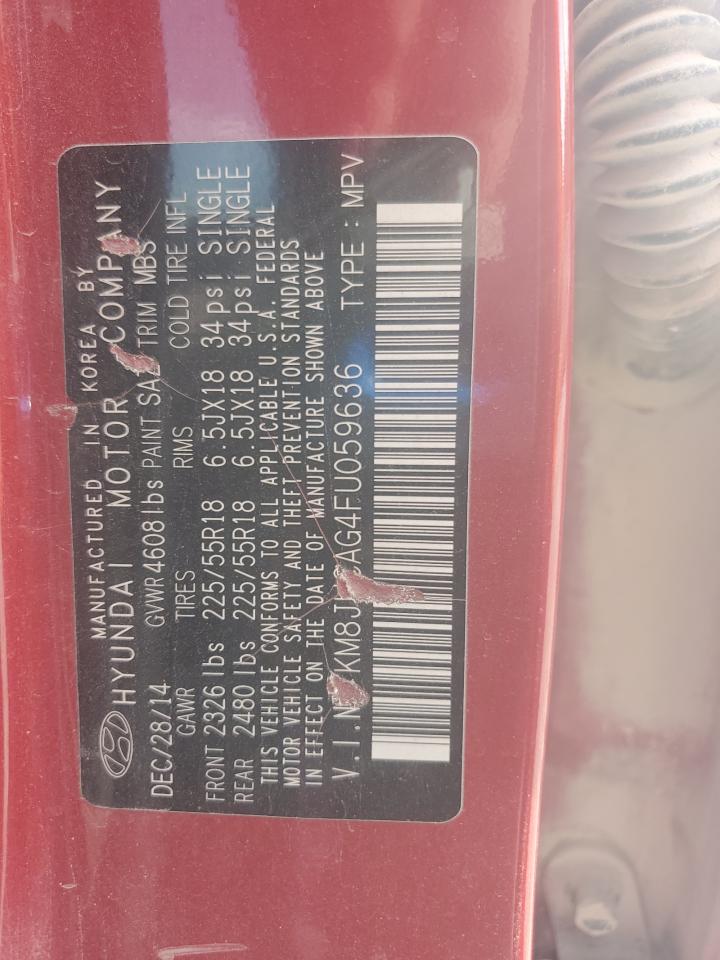 MANUFACTURED IN KOREA BY
HYUNDAI MOTOR COMPANY
DEC/28/14 GVWR 4608 lbs PAINT TRIM MBS
GAWR TIRES RIMS COLD TIRE INFL
FRONT 2326 lbs 225/55R18 6.5JX18 34psi SINGLE
REAR 2480 lbs 225/55R18 6.5JX18 34psi SINGLE
THIS VEHICLE CONFORMS TO ALL APPLICABLE U.S.A. FEDERAL
MOTOR VEHICLE SAFETY AND THEFT PREVENTION STANDARDS
IN EFFECT ON THE DATE OF MANUFACTURE SHOWN ABOVE
V.I.N TYPE : MPV